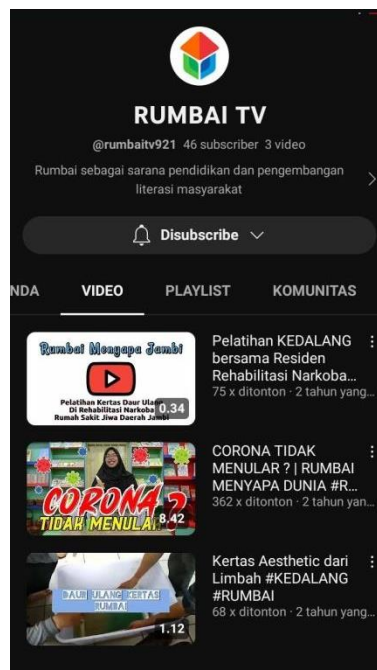 RUMBAI TV
@rumbaitv921 46 subscriber 3 video
Rumbai sebagai sarana pendidikan dan pengembangan
literasi masyarakat
Disubscribe
NDA VIDEO PLAYLIST KOMUNITAS
Rumbai Menyapa Jambi
Pelatihan Kertas Daur Ulang
Di Rehabilitasi Narkoba
Rumah Sakit Jiwa Daerah Jambi
0.34
Pelatihan KEDALANG
bersama Residen
Rehabilitasi Narkoba...
75 x ditonton · 2 tahun yang...
CORONA
TIDAK MENULAR?
8.42
CORONA TIDAK
MENULAR ? | RUMBAI
MENYAPA DUNIA #R...
362 x ditonton · 2 tahun yan...
DAUR ULANG KERTAS
RUMBAI
1.12
Kertas Aesthetic dari
Limbah #KEDALANG
#RUMBAI
68 x ditonton · 2 tahun yang...